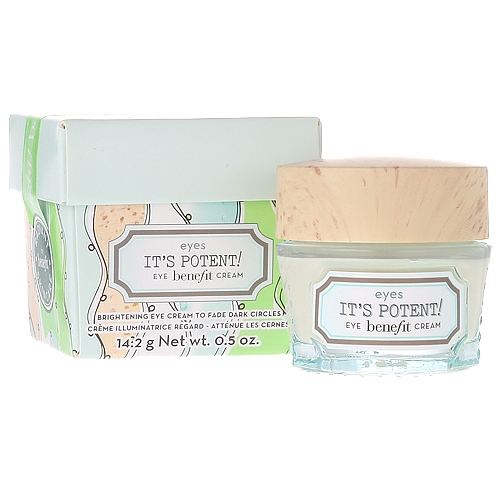 eyes
IT'S POTENT!
EYE benefit CREAM
BRIGHTENING EYE CREAM TO FADE DARK CIRCLES
CRÈME ILLUMINATRICE REGARD - ATTÉNUE LES CERNES
14.2 g Net wt. 0.5 oz.
eyes
IT'S POTENT!
EYE benefit CREAM